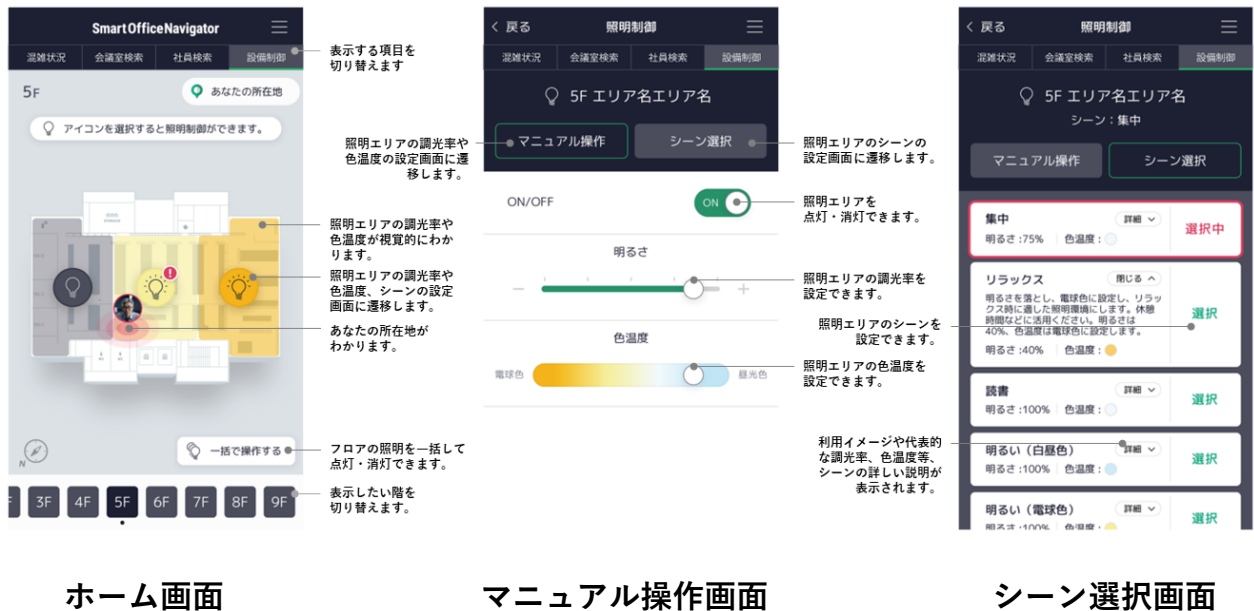 Smart Office Navigator
混雑状況 会議室検索 社員検索 設備制御
5F
あなたの所在地
アイコンを選択すると照明制御ができます。
一括で操作する
N
3F 4F 5F 6F 7F 8F 9F
表示する項目を
切り替えます
照明エリアの調光率や
色温度が視覚的にわか
ります。
照明エリアの調光率や
色温度、シーンの設定
画面に遷移します。
あなたの所在地が
わかります。
フロアの照明を一括して
点灯・消灯できます。
表示したい階を
切り替えます。
ホーム画面
戻る 照明制御
混雑状況 会議室検索 社員検索 設備制御
5F エリア名エリア名
マニュアル操作 シーン選択
ON/OFF ON
明るさ
− +
色温度
電球色 昼光色
照明エリアの調光率や
色温度の設定画面に遷
移します。
照明エリアのシーンの
設定画面に遷移します。
照明エリアを
点灯・消灯できます。
照明エリアの調光率を
設定できます。
照明エリアの色温度を
設定できます。
マニュアル操作画面
戻る 照明制御
混雑状況 会議室検索 社員検索 設備制御
5F エリア名エリア名
シーン：集中
マニュアル操作 シーン選択
集中 詳細
明るさ:75% 色温度：
選択中
リラックス 閉じる
明るさを落とし、電球色に設定し、リラッ
クス時に適した照明環境にします。休憩
時間などに活用ください。明るさは
40%、色温度は電球色に設定します。
明るさ:40% 色温度：
選択
読書 詳細
明るさ:100% 色温度：
選択
明るい（白昼色） 詳細
明るさ:100% 色温度：
選択
明るい（電球色） 詳細
明るさ:100% 色温度：
選択
照明エリアのシーンを
設定できます。
利用イメージや代表的
な調光率、色温度等、
シーンの詳しい説明が
表示されます。
シーン選択画面